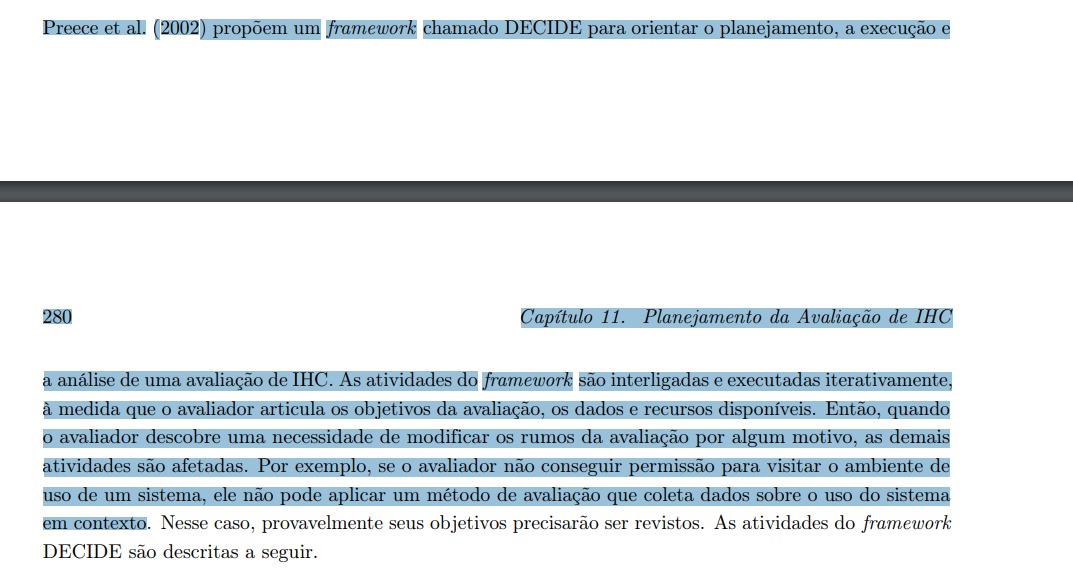 Preece et al. (2002) propõem um framework chamado DECIDE para orientar o planejamento, a execução e
280 Capítulo 11. Planejamento da Avaliação de IHC
a análise de uma avaliação de IHC. As atividades do framework são interligadas e executadas iterativamente,
à medida que o avaliador articula os objetivos da avaliação, os dados e recursos disponíveis. Então, quando
o avaliador descobre uma necessidade de modificar os rumos da avaliação por algum motivo, as demais
atividades são afetadas. Por exemplo, se o avaliador não conseguir permissão para visitar o ambiente de
uso de um sistema, ele não pode aplicar um método de avaliação que coleta dados sobre o uso do sistema
em contexto. Nesse caso, provavelmente seus objetivos precisarão ser revistos. As atividades do framework
DECIDE são descritas a seguir.